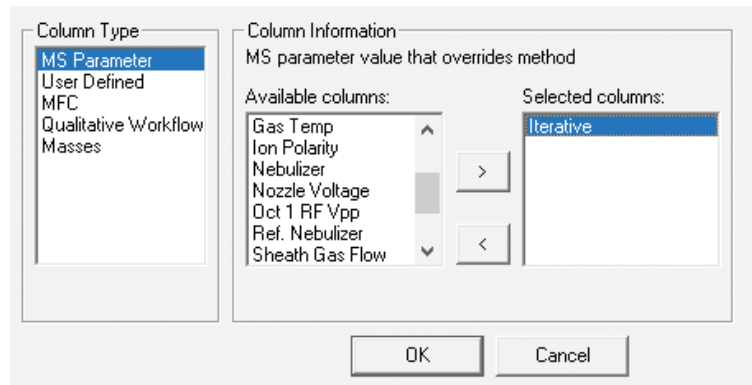 Column Type
MS Parameter
User Defined
MFC
Qualitative Workflow
Masses
Column Information
MS parameter value that overrides method
Available columns:
Gas Temp
Ion Polarity
Nebulizer
Nozzle Voltage
Oct 1 RF Vpp
Ref. Nebulizer
Sheath Gas Flow
>
<
Selected columns:
Iterative
OK
Cancel